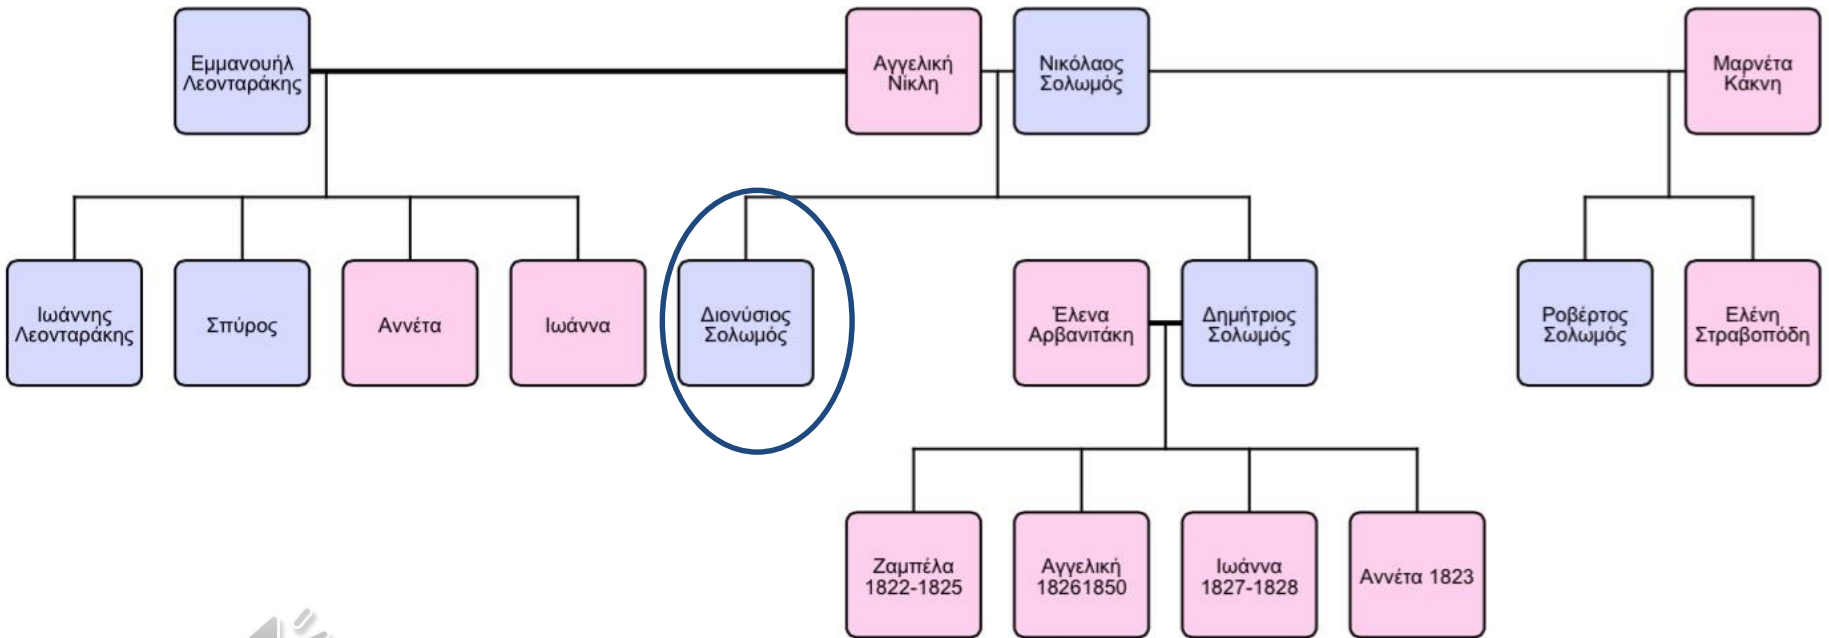 Εμμανουήλ
Λεονταράκης
Αγγελική
Νίκλη
Νικόλαος
Σολωμός
Μαρνέτα
Κάκνη
Ιωάννης
Λεονταράκης
Σπύρος
Αννέτα
Ιωάννα
Διονύσιος
Σολωμός
Έλενα
Αρβανιτάκη
Δημήτριος
Σολωμός
Ροβέρτος
Σολωμός
Ελένη
Στραβοπόδη
Ζαμπέλα
1822-1825
Αγγελική
18261850
Ιωάννα
1827-1828
Αννέτα 1823